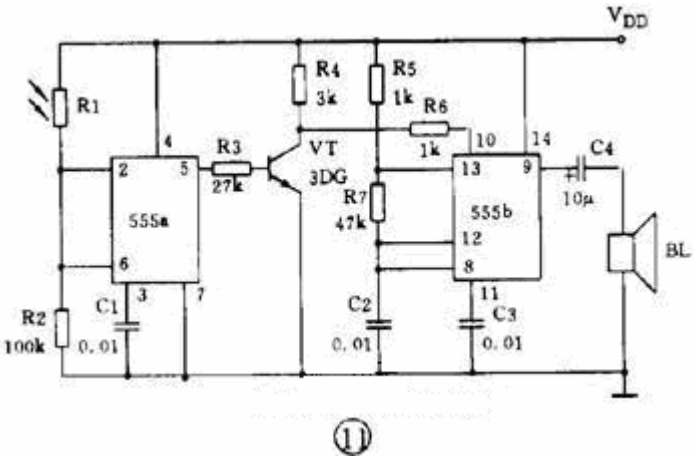 V_DD
R4
3k
R5
1k
R6
1k
R1
4
10
14
C4
2
5
R3
27k
VT
3DG
13
9
10μ
R7
47k
555a
555b
12
BL
6
8
3
7
11
R2
100k
C1
0.01
C2
0.01
C3
0.01
11